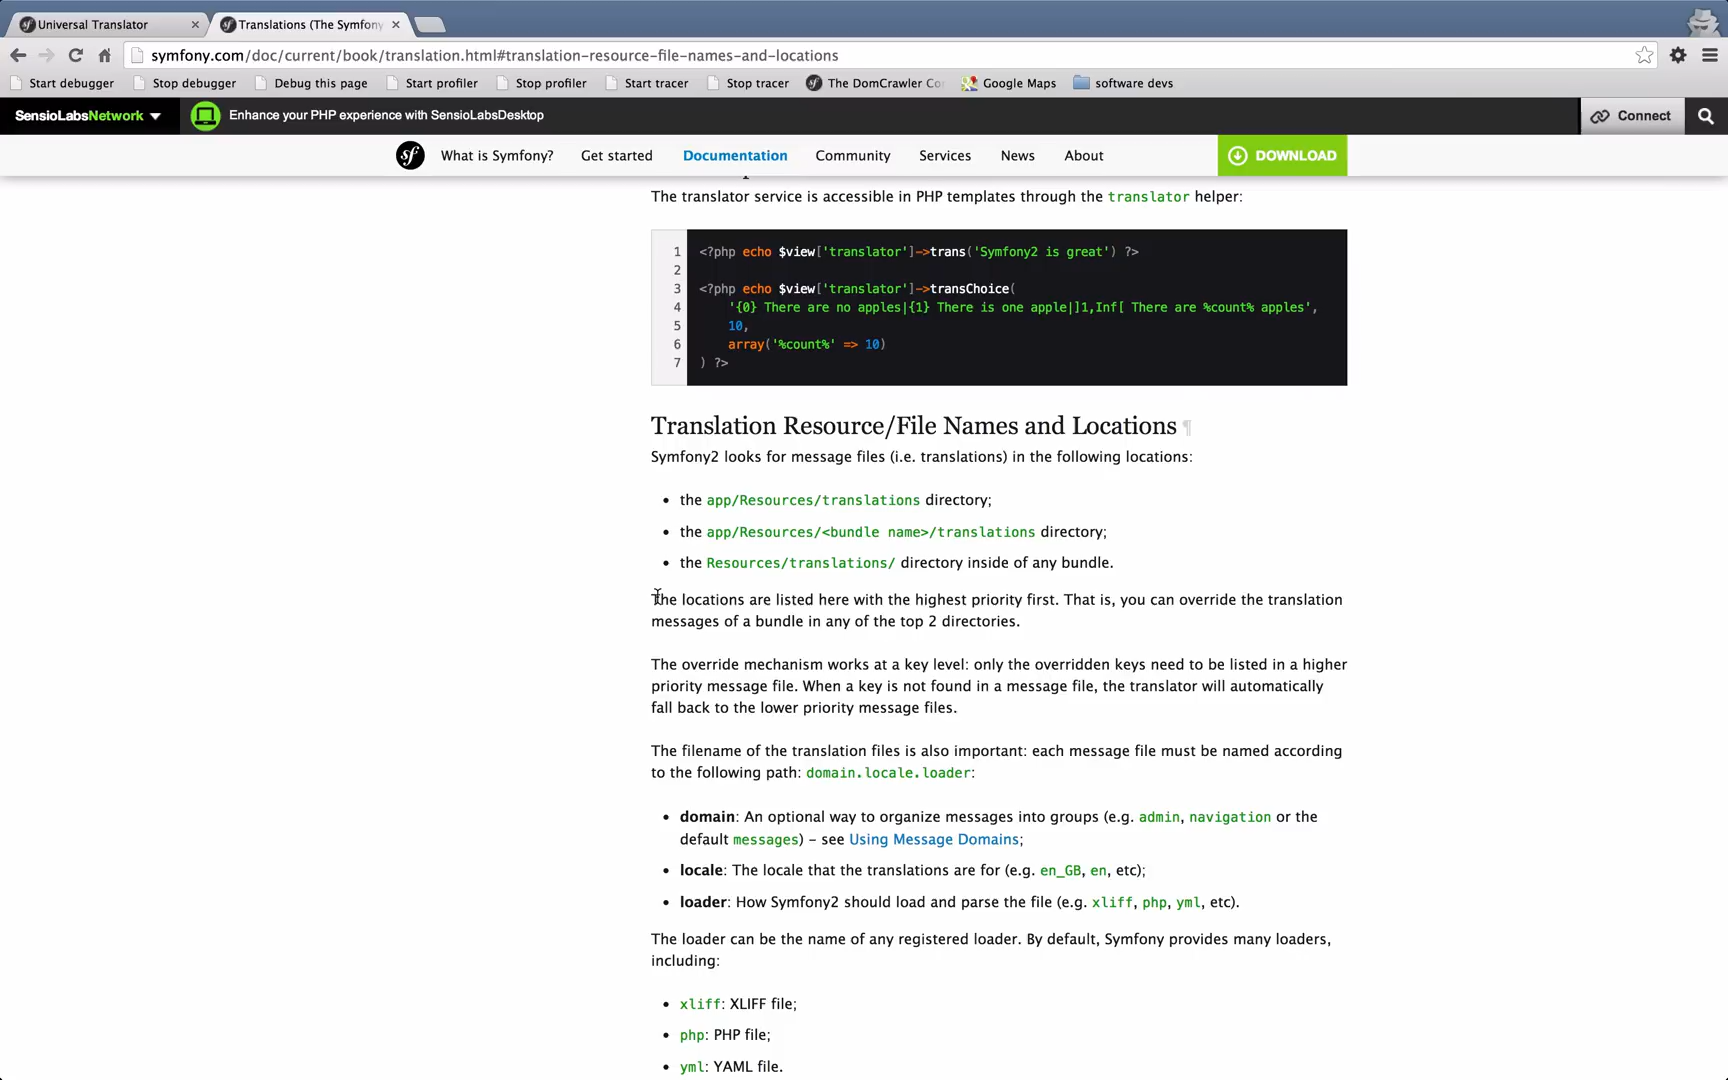 Universal Translator
Translations (The Symfony
symfony.com/doc/current/book/translation.html#translation-resource-file-names-and-locations
Start debugger Stop debugger Debug this page Start profiler Stop profiler Start tracer Stop tracer The DomCrawler Co Google Maps software devs
SensioLabsNetwork Enhance your PHP experience with SensioLabsDesktop Connect
sf What is Symfony? Get started Documentation Community Services News About DOWNLOAD
The translator service is accessible in PHP templates through the translator helper:
1 <?php echo $view['translator']->trans('Symfony2 is great') ?>
2
3 <?php echo $view['translator']->transChoice(
4 '{0} There are no apples|{1} There is one apple|]1,Inf[ There are %count% apples',
5 10,
6 array('%count%' => 10)
7 ) ?>
Translation Resource/File Names and Locations ¶
Symfony2 looks for message files (i.e. translations) in the following locations:
• the app/Resources/translations directory;
• the app/Resources/<bundle name>/translations directory;
• the Resources/translations/ directory inside of any bundle.
The locations are listed here with the highest priority first. That is, you can override the translation
messages of a bundle in any of the top 2 directories.
The override mechanism works at a key level: only the overridden keys need to be listed in a higher
priority message file. When a key is not found in a message file, the translator will automatically
fall back to the lower priority message files.
The filename of the translation files is also important: each message file must be named according
to the following path: domain.locale.loader:
• domain: An optional way to organize messages into groups (e.g. admin, navigation or the
default messages) – see Using Message Domains;
• locale: The locale that the translations are for (e.g. en_GB, en, etc);
• loader: How Symfony2 should load and parse the file (e.g. xliff, php, yml, etc).
The loader can be the name of any registered loader. By default, Symfony provides many loaders,
including:
• xliff: XLIFF file;
• php: PHP file;
• yml: YAML file.